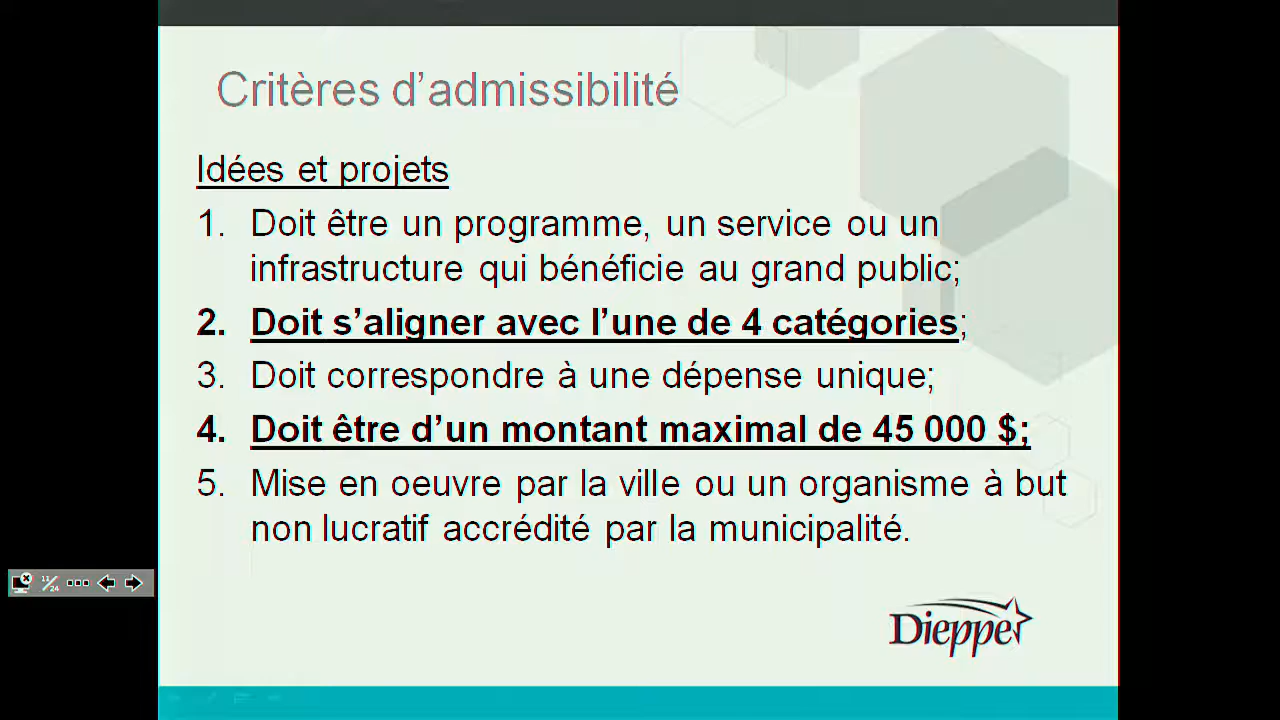 Critères d’admissibilité
Idées et projets
1. Doit être un programme, un service ou un
infrastructure qui bénéficie au grand public;
2. Doit s’aligner avec l’une de 4 catégories;
3. Doit correspondre à une dépense unique;
4. Doit être d’un montant maximal de 45 000 $;
5. Mise en oeuvre par la ville ou un organisme à but
non lucratif accrédité par la municipalité.
11/24
Dieppe